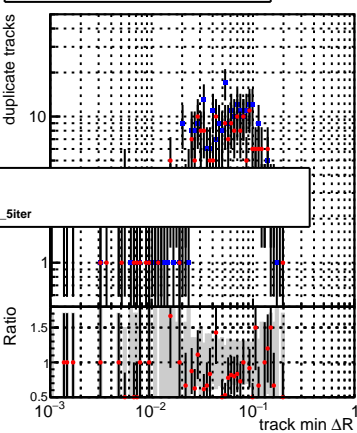 duplicate tracks
10
_5iter
1
Ratio
1.5
1
0.5
10⁻³
10⁻²
10⁻¹
1
track min ΔR